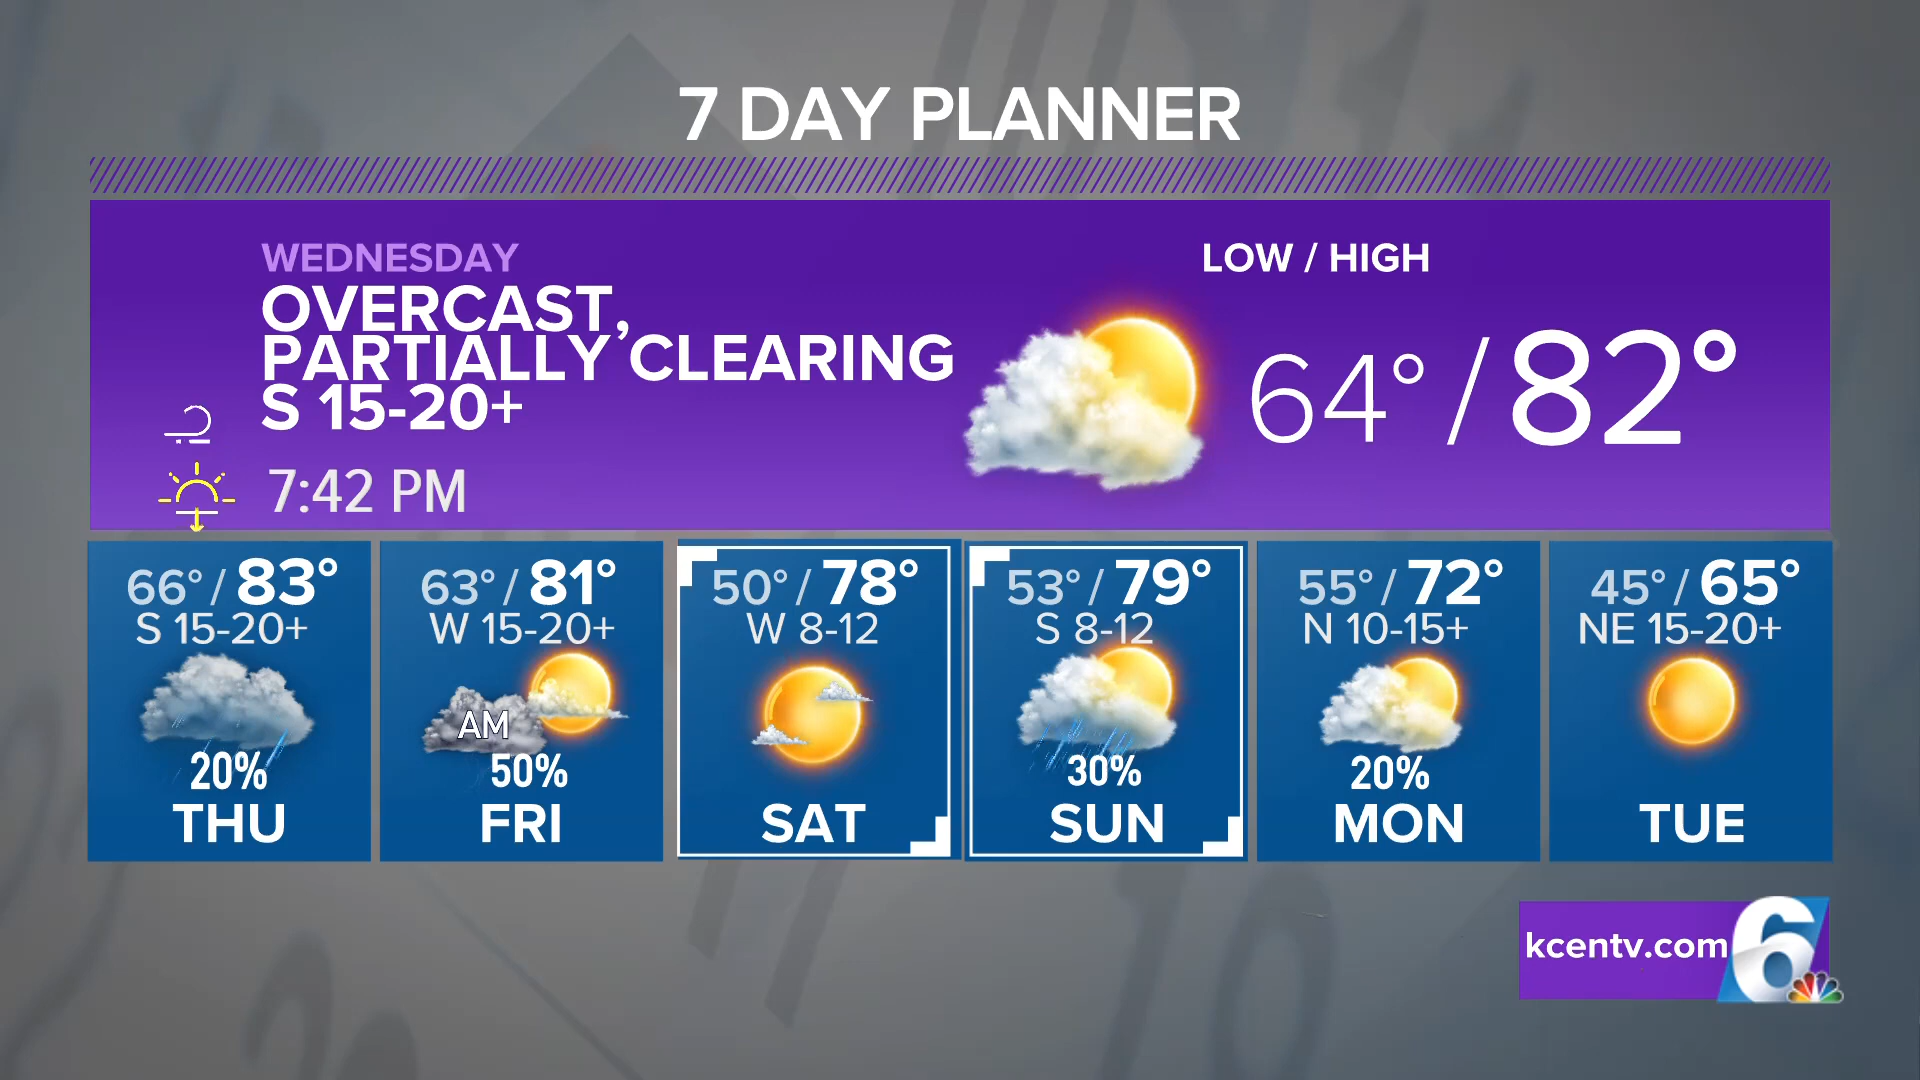 7 DAY PLANNER
WEDNESDAY
OVERCAST,
PARTIALLY CLEARING
S 15-20+
7:42 PM
LOW / HIGH
64° / 82°
66° / 83°
S 15-20+
20%
THU
63° / 81°
W 15-20+
AM
50%
FRI
50° / 78°
W 8-12
SAT
53° / 79°
S 8-12
30%
SUN
55° / 72°
N 10-15+
20%
MON
45° / 65°
NE 15-20+
TUE
kcentv.com
6